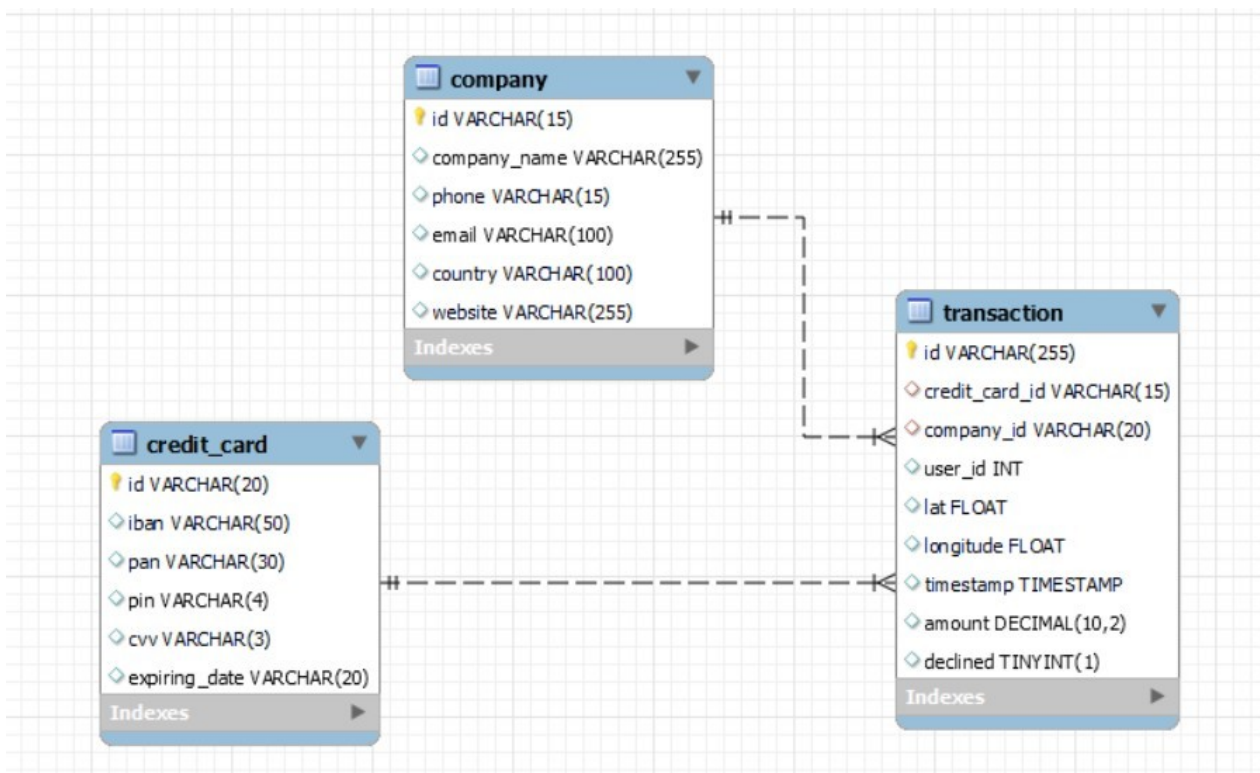 company
id VARCHAR(15)
company_name VARCHAR(255)
phone VARCHAR(15)
email VARCHAR(100)
country VARCHAR(100)
website VARCHAR(255)
Indexes
transaction
id VARCHAR(255)
credit_card_id VARCHAR(15)
company_id VARCHAR(20)
user_id INT
lat FLOAT
longitude FLOAT
timestamp TIMESTAMP
amount DECIMAL(10,2)
declined TINYINT(1)
Indexes
credit_card
id VARCHAR(20)
iban VARCHAR(50)
pan VARCHAR(30)
pin VARCHAR(4)
cvv VARCHAR(3)
expiring_date VARCHAR(20)
Indexes